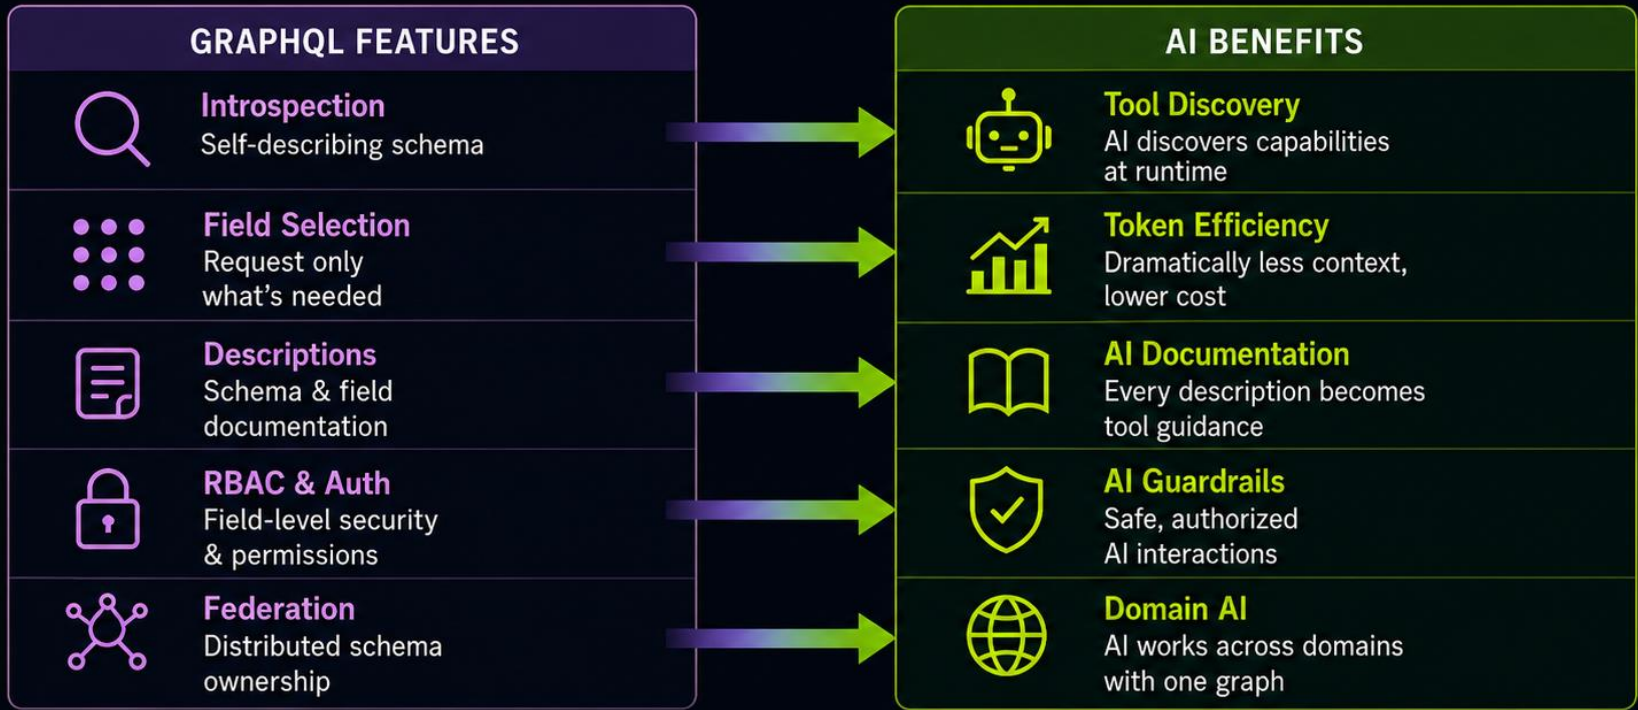 GRAPHQL FEATURES
Introspection
Self-describing schema
Field Selection
Request only
what's needed
Descriptions
Schema & field
documentation
RBAC & Auth
Field-level security
& permissions
Federation
Distributed schema
ownership
AI BENEFITS
Tool Discovery
AI discovers capabilities
at runtime
Token Efficiency
Dramatically less context,
lower cost
AI Documentation
Every description becomes
tool guidance
AI Guardrails
Safe, authorized
AI interactions
Domain AI
AI works across domains
with one graph